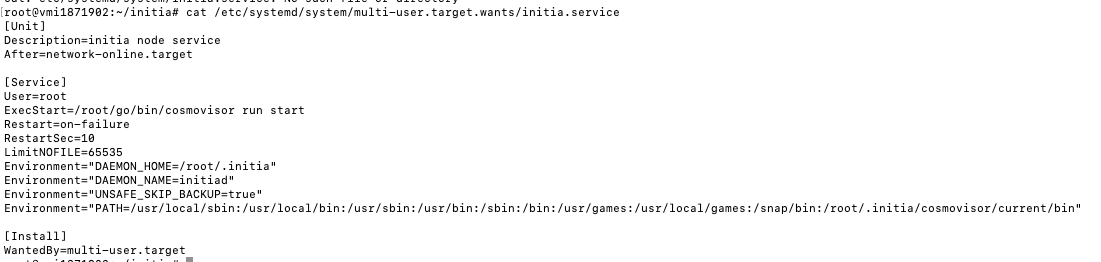 [root@vmi1871902:~/initia# cat /etc/systemd/system/multi-user.target.wants/initia.service
[Unit]
Description=initia node service
After=network-online.target
[Service]
User=root
ExecStart=/root/go/bin/cosmovisor run start
Restart=on-failure
RestartSec=10
LimitNOFILE=65535
Environment="DAEMON_HOME=/root/.initia"
Environment="DAEMON_NAME=initiad"
Environment="UNSAFE_SKIP_BACKUP=true"
Environment="PATH=/usr/local/sbin:/usr/local/bin:/usr/sbin:/usr/bin:/sbin:/bin:/usr/games:/usr/local/games:/snap/bin:/root/.initia/cosmovisor/current/bin"
[Install]
WantedBy=multi-user.target